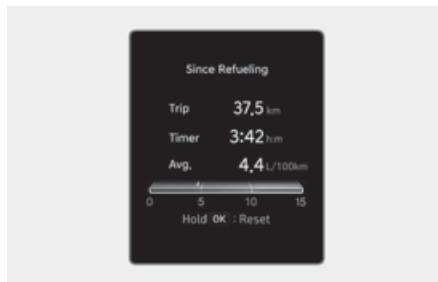 Since Refueling
Trip 37.5 km
Timer 3:42 h:m
Avg. 4.4 L/100km
0 5 10 15
Hold OK : Reset